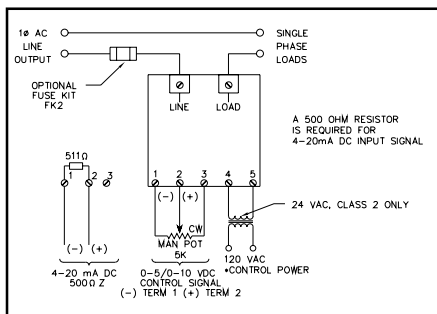 1ø AC
LINE
OUTPUT
SINGLE
PHASE
LOADS
OPTIONAL
FUSE KIT
FK2
LINE
LOAD
A 500 OHM RESISTOR
IS REQUIRED FOR
4-20mA DC INPUT SIGNAL
511Ω
1 2 3
1 2 3 4 5
(-) (+)
24 VAC, CLASS 2 ONLY
CW
MAN POT
5K
(-) (+)
120 VAC
*CONTROL POWER
4-20 mA DC
500Ω Z
0-5/0-10 VDC
CONTROL SIGNAL
(-) TERM 1 (+) TERM 2